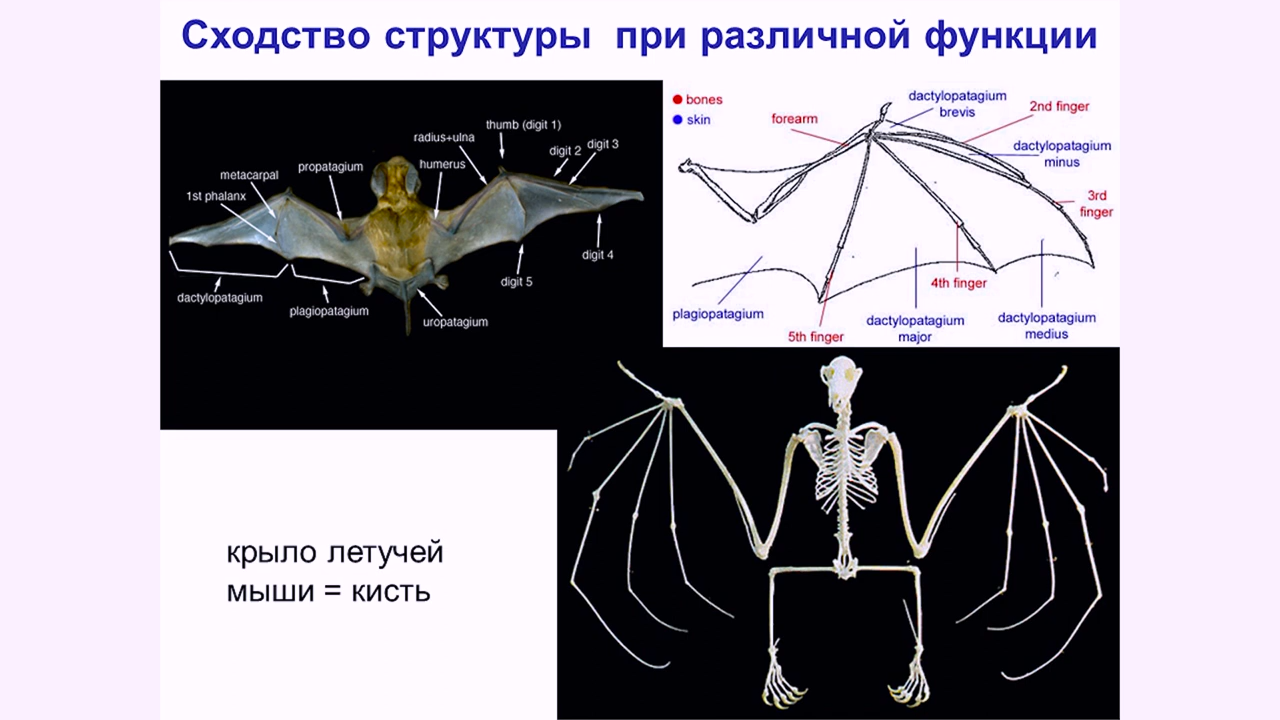 Сходство структуры при различной функции
thumb (digit 1)
radius+ulna
digit 2
digit 3
propatagium
humerus
metacarpal
1st phalanx
digit 4
digit 5
dactylopatagium
plagiopatagium
uropatagium
bones
skin
forearm
dactylopatagium
brevis
2nd finger
dactylopatagium
minus
3rd
finger
4th finger
plagiopatagium
5th finger
dactylopatagium
major
dactylopatagium
medius
крыло летучей
мыши = кисть